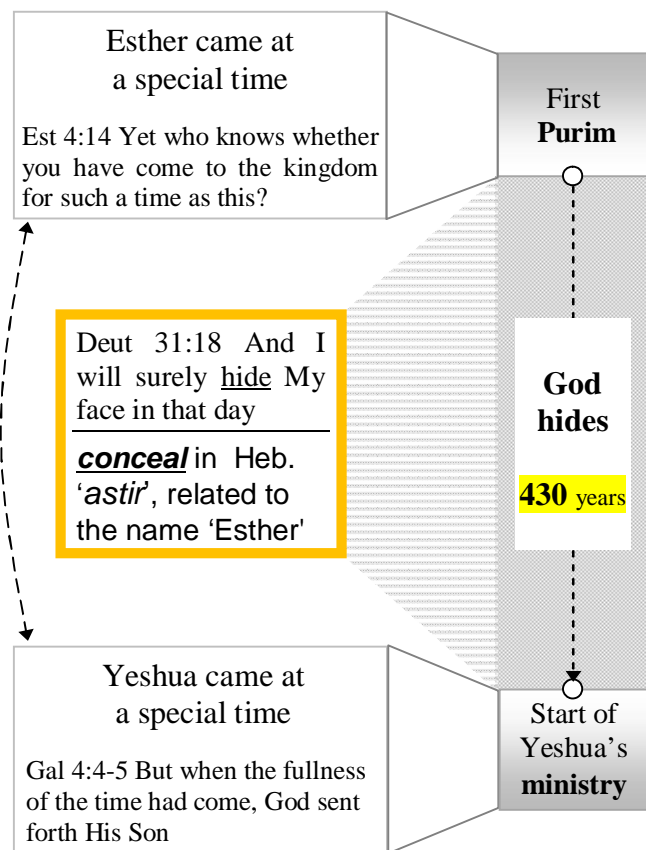 Esther came at
a special time
Est 4:14 Yet who knows whether
you have come to the kingdom
for such a time as this?
First
Purim
Deut 31:18 And I
will surely hide My
face in that day
conceal in Heb.
‘astir’, related to
the name ‘Esther'
God
hides
430 years
Yeshua came at
a special time
Gal 4:4-5 But when the fullness
of the time had come, God sent
forth His Son
Start of
Yeshua’s
ministry